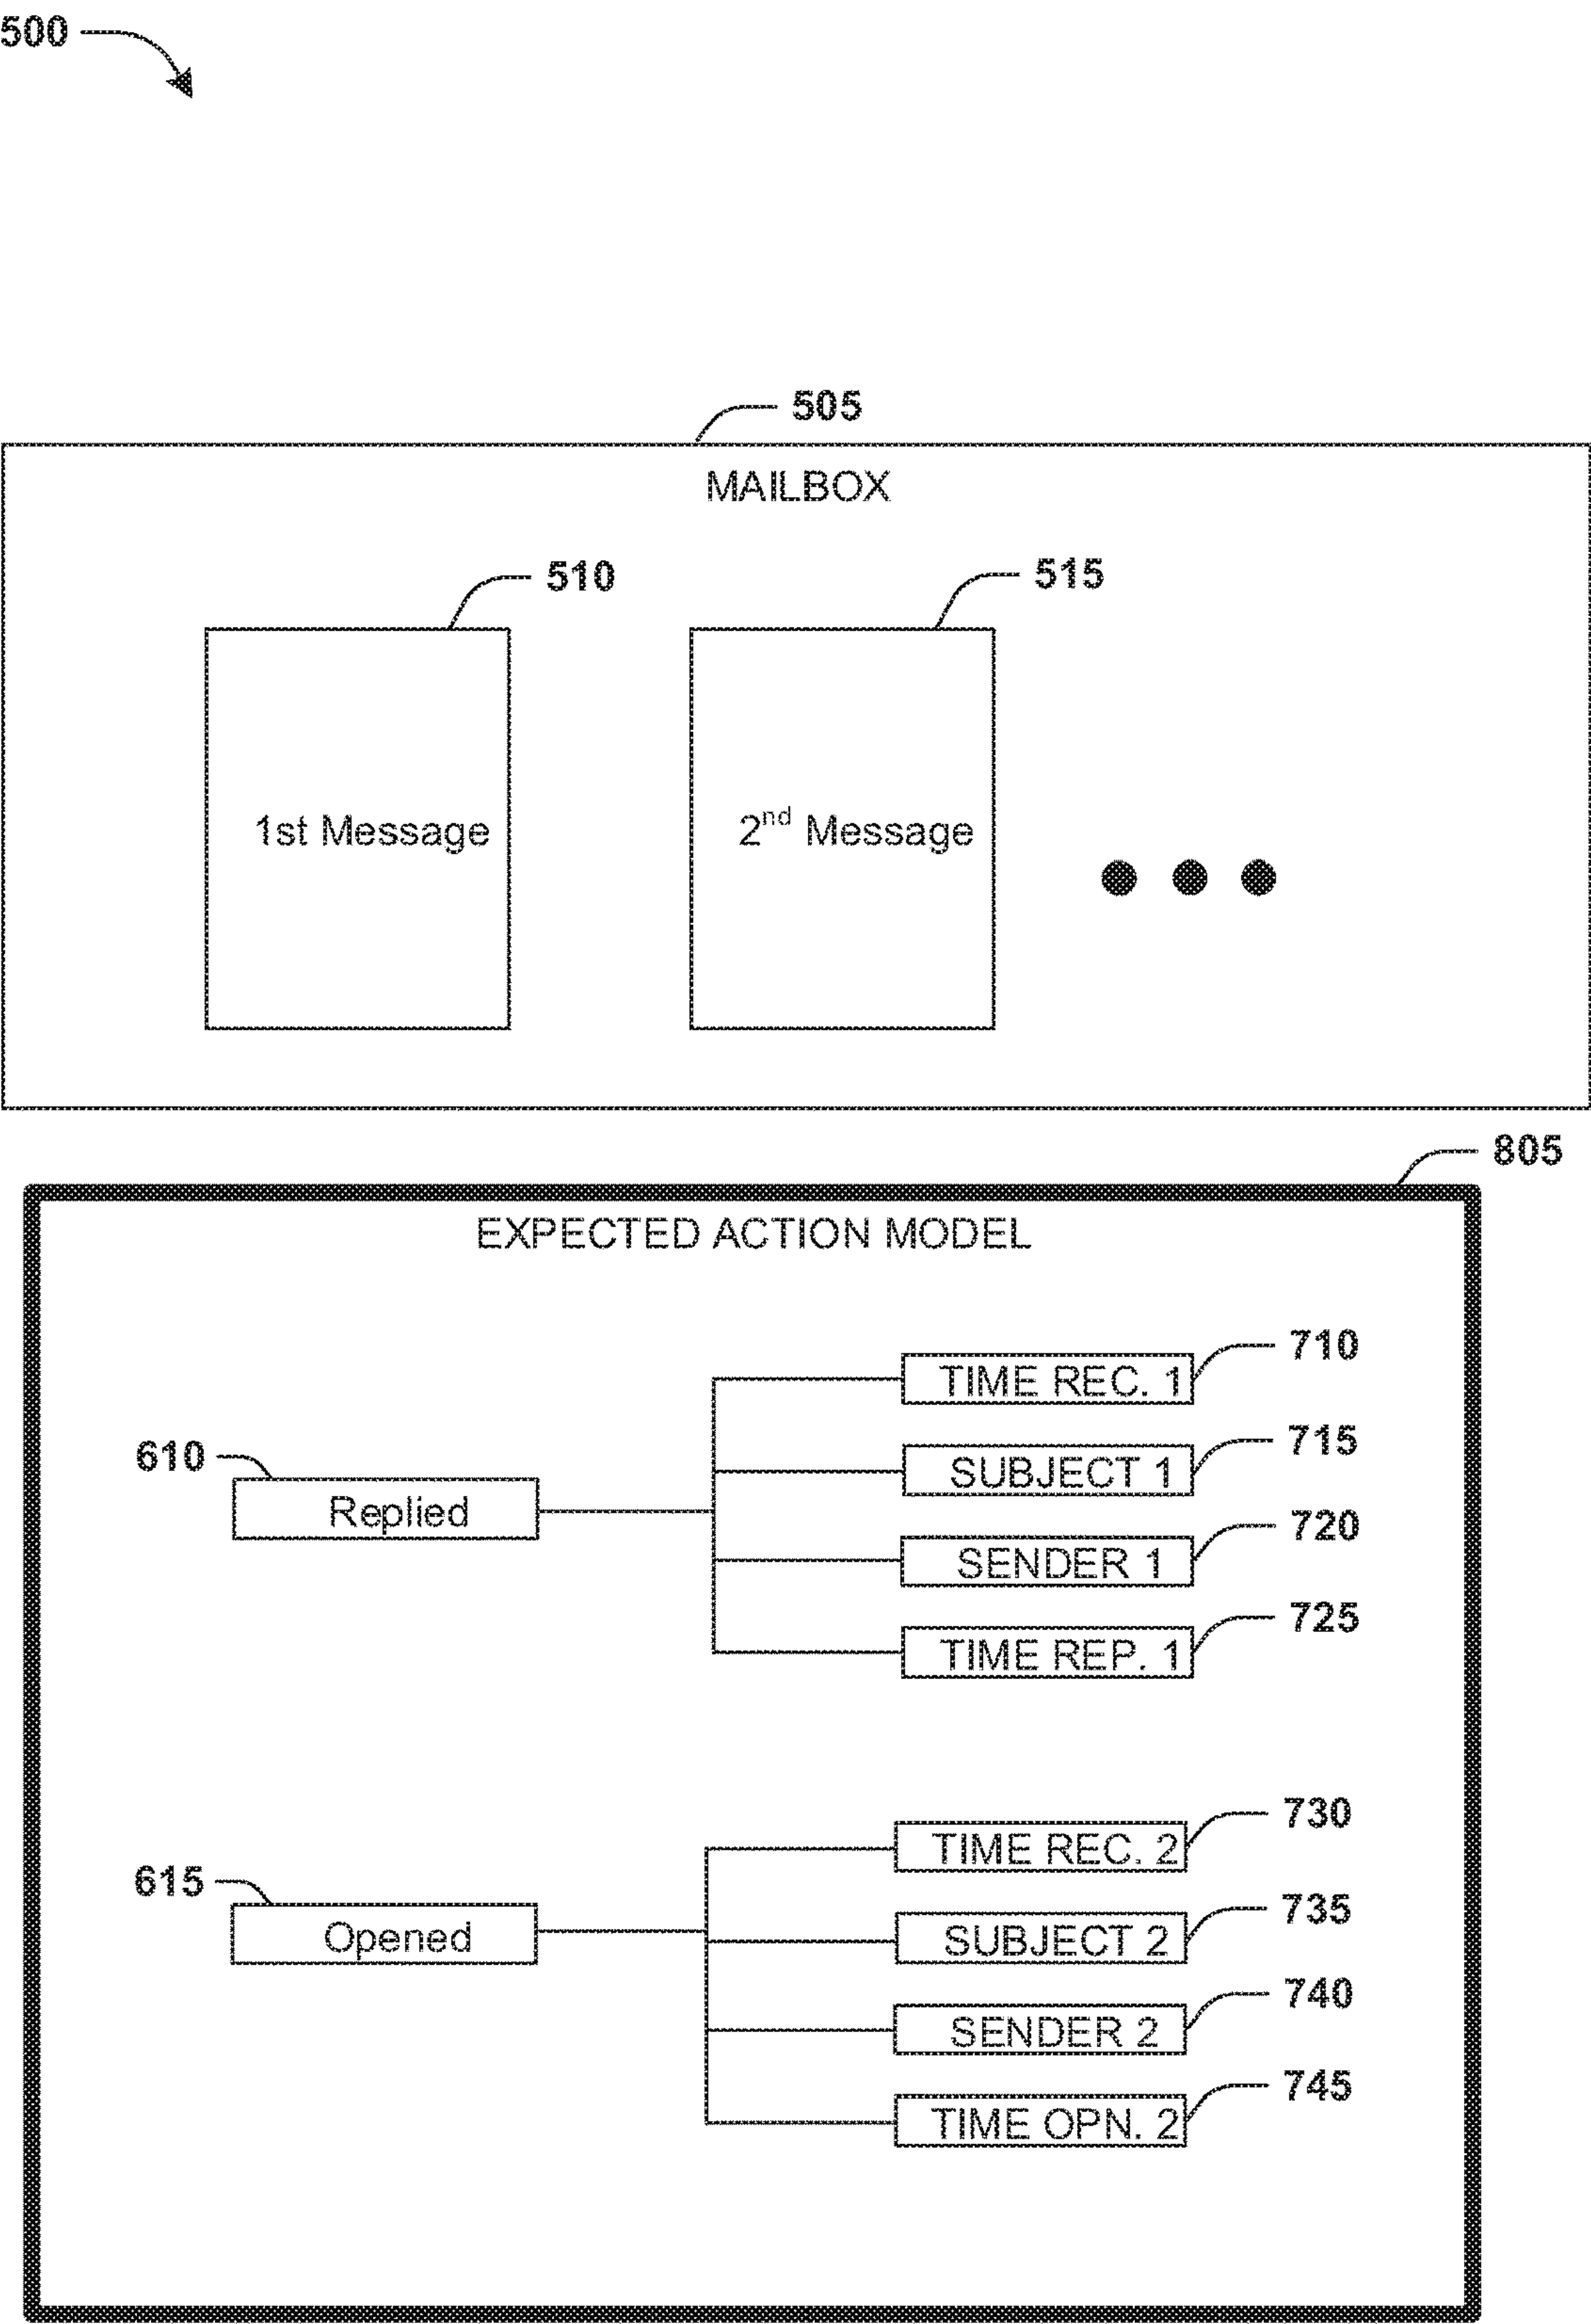 500
505
MAILBOX
510
515
1st Message
2nd Message
805
EXPECTED ACTION MODEL
710
TIME REC. 1
715
610
SUBJECT 1
Replied
720
SENDER 1
725
TIME REP. 1
730
TIME REC. 2
615
735
Opened
SUBJECT 2
740
SENDER 2
745
TIME OPN. 2